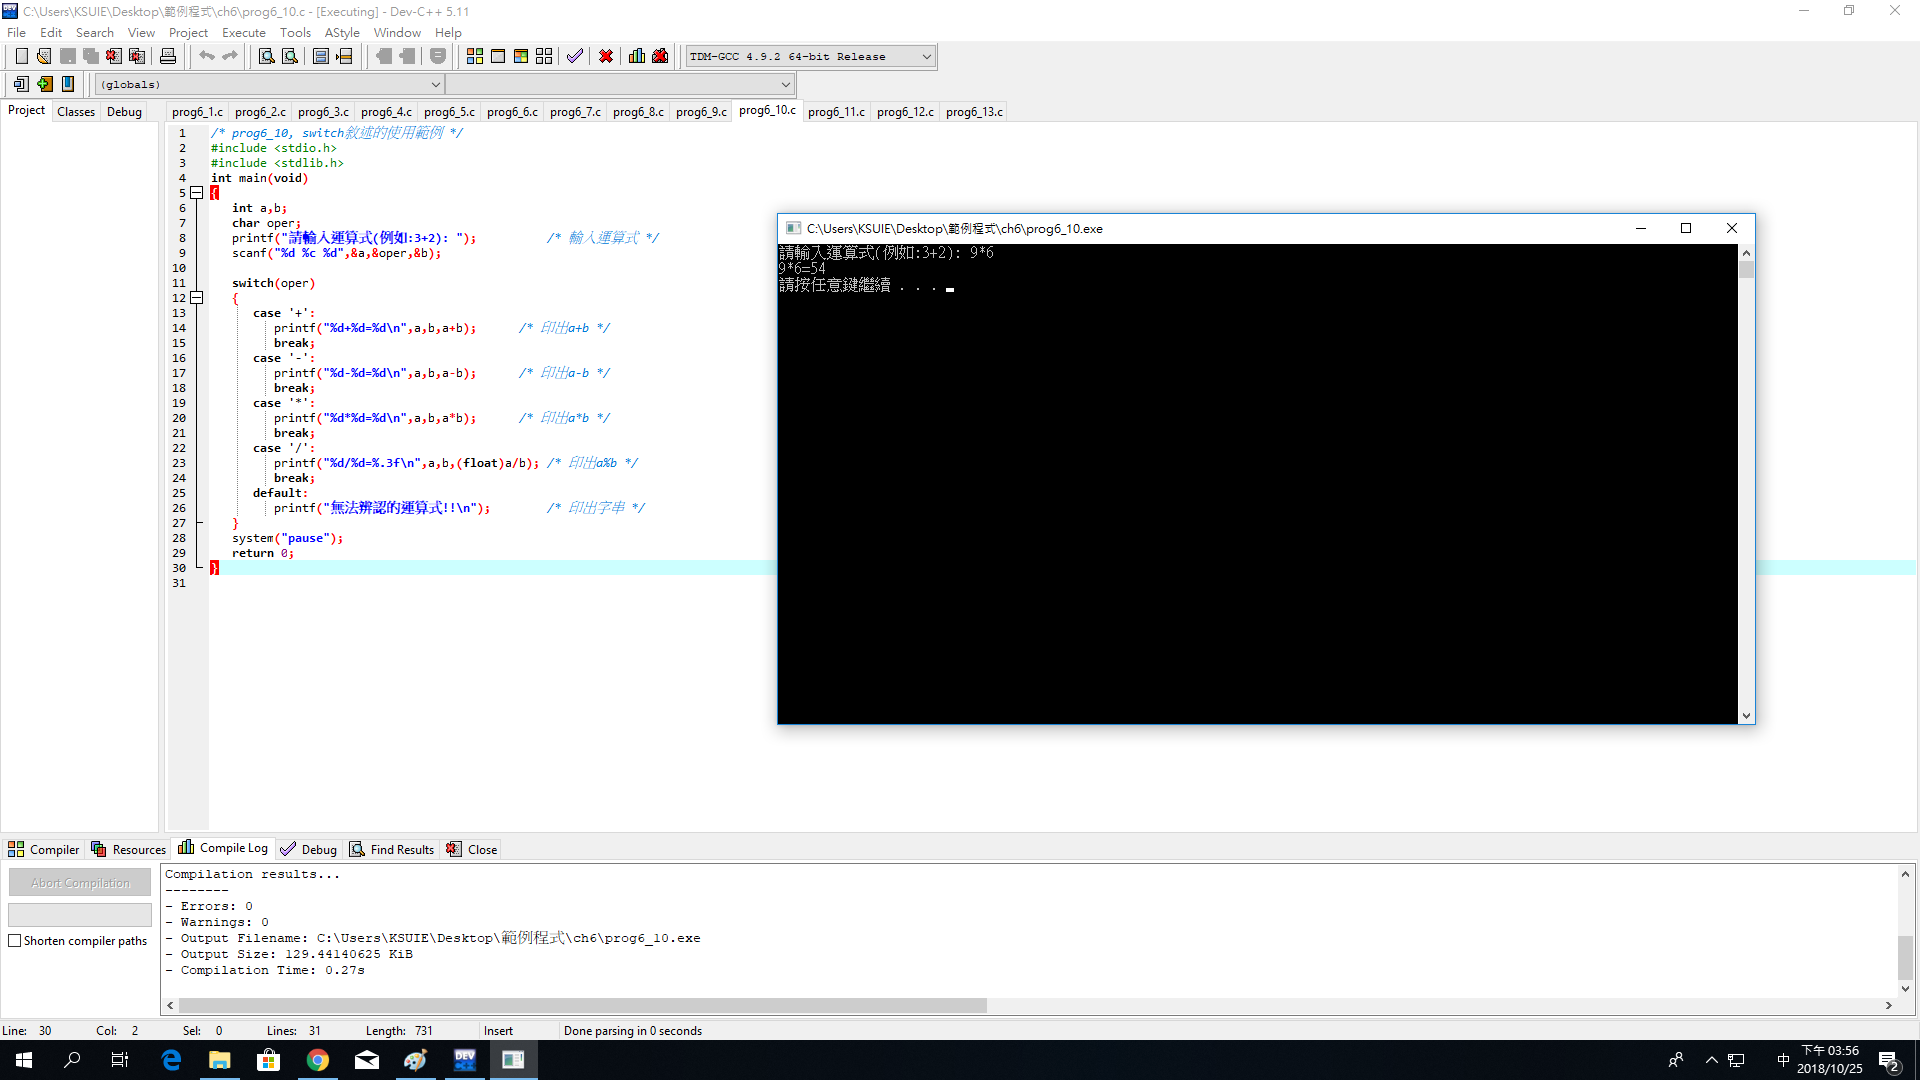 C:\Users\KSUIE\Desktop\範例程式\ch6\prog6_10.c - [Executing] - Dev-C++ 5.11
File Edit Search View Project Execute Tools AStyle Window Help
TDM-GCC 4.9.2 64-bit Release
(globals)
Project Classes Debug
prog6_1.c prog6_2.c prog6_3.c prog6_4.c prog6_5.c prog6_6.c prog6_7.c prog6_8.c prog6_9.c prog6_10.c prog6_11.c prog6_12.c prog6_13.c
1 /* prog6_10, switch敘述的使用範例 */
2 #include <stdio.h>
3 #include <stdlib.h>
4 int main(void)
5 {
6 int a,b;
7 char oper;
8 printf("請輸入運算式(例如:3+2): "); /* 輸入運算式 */
9 scanf("%d %c %d",&a,&oper,&b);
10
11 switch(oper)
12 {
13 case '+':
14 printf("%d+%d=%d\n",a,b,a+b); /* 印出a+b */
15 break;
16 case '-':
17 printf("%d-%d=%d\n",a,b,a-b); /* 印出a-b */
18 break;
19 case '*':
20 printf("%d*%d=%d\n",a,b,a*b); /* 印出a*b */
21 break;
22 case '/':
23 printf("%d/%d=%.3f\n",a,b,(float)a/b); /* 印出a%b */
24 break;
25 default:
26 printf("無法辨認的運算式!!\n"); /* 印出字串 */
27 }
28 system("pause");
29 return 0;
30 }
31
C:\Users\KSUIE\Desktop\範例程式\ch6\prog6_10.exe
請輸入運算式(例如:3+2): 9*6
9*6=54
請按任意鍵繼續 . . .
Compiler Resources Compile Log Debug Find Results Close
Abort Compilation
Shorten compiler paths
Compilation results...
--------
- Errors: 0
- Warnings: 0
- Output Filename: C:\Users\KSUIE\Desktop\範例程式\ch6\prog6_10.exe
- Output Size: 129.44140625 KiB
- Compilation Time: 0.27s
Line: 30 Col: 2 Sel: 0 Lines: 31 Length: 731 Insert Done parsing in 0 seconds
DEV C++
中
下午 03:56
2018/10/25
2